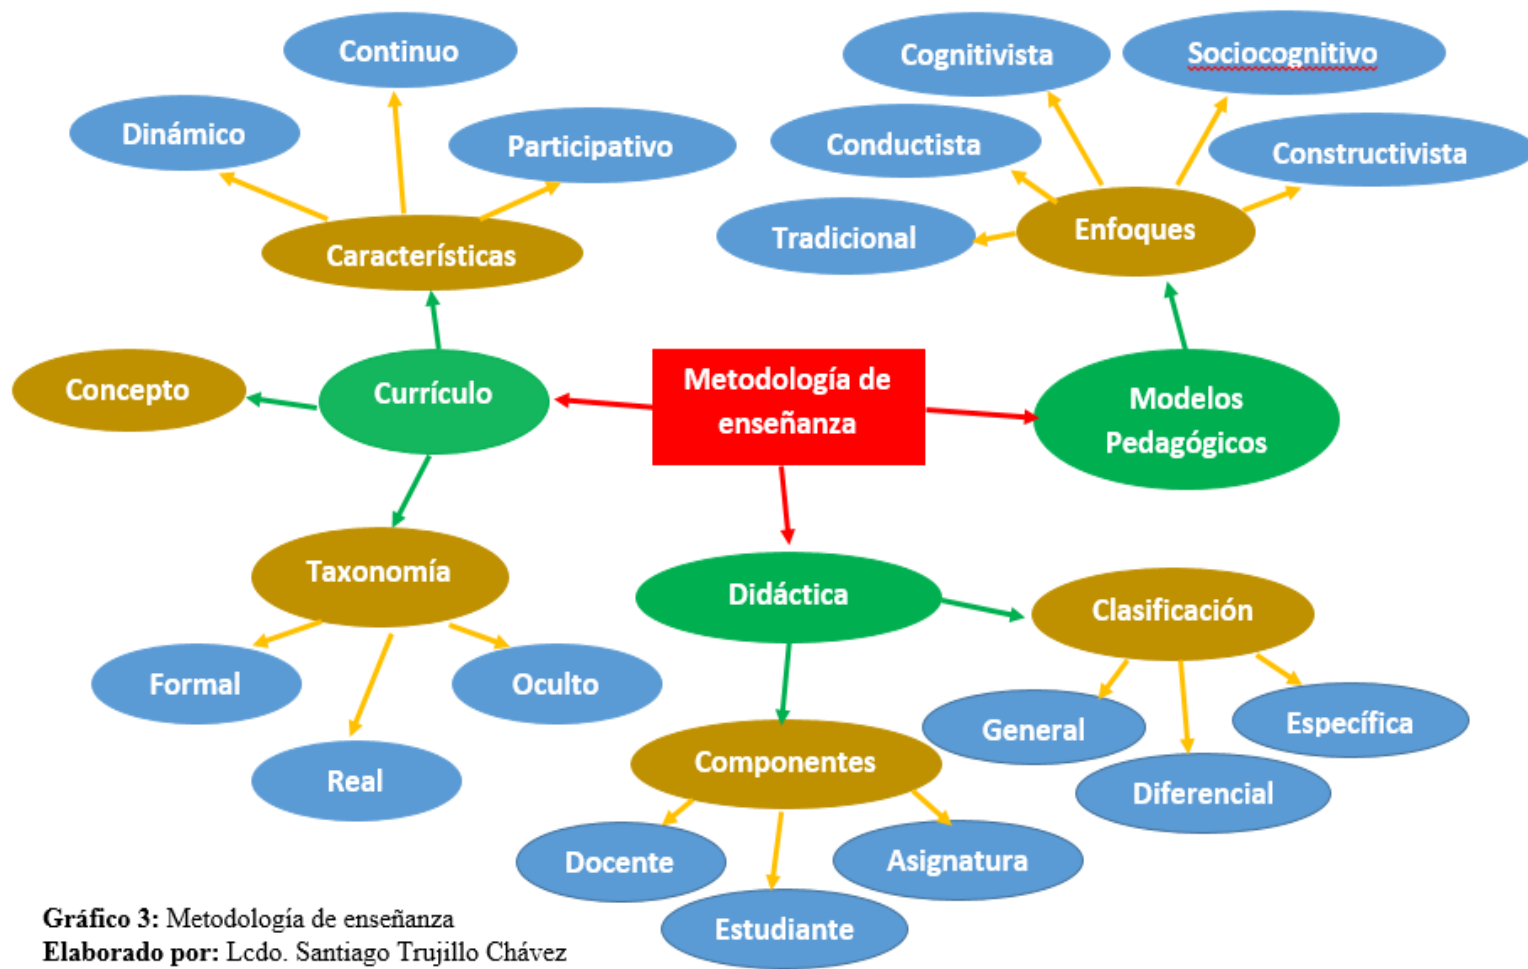 Continuo
Dinámico
Participativo
Características
Cognitivista
Sociocognitivo
Conductista
Constructivista
Tradicional
Enfoques
Concepto
Currículo
Metodología de
enseñanza
Modelos
Pedagógicos
Taxonomía
Formal
Oculto
Real
Didáctica
Clasificación
General
Específica
Diferencial
Componentes
Docente
Asignatura
Estudiante
Gráfico 3: Metodología de enseñanza
Elaborado por: Lcdo. Santiago Trujillo Chávez